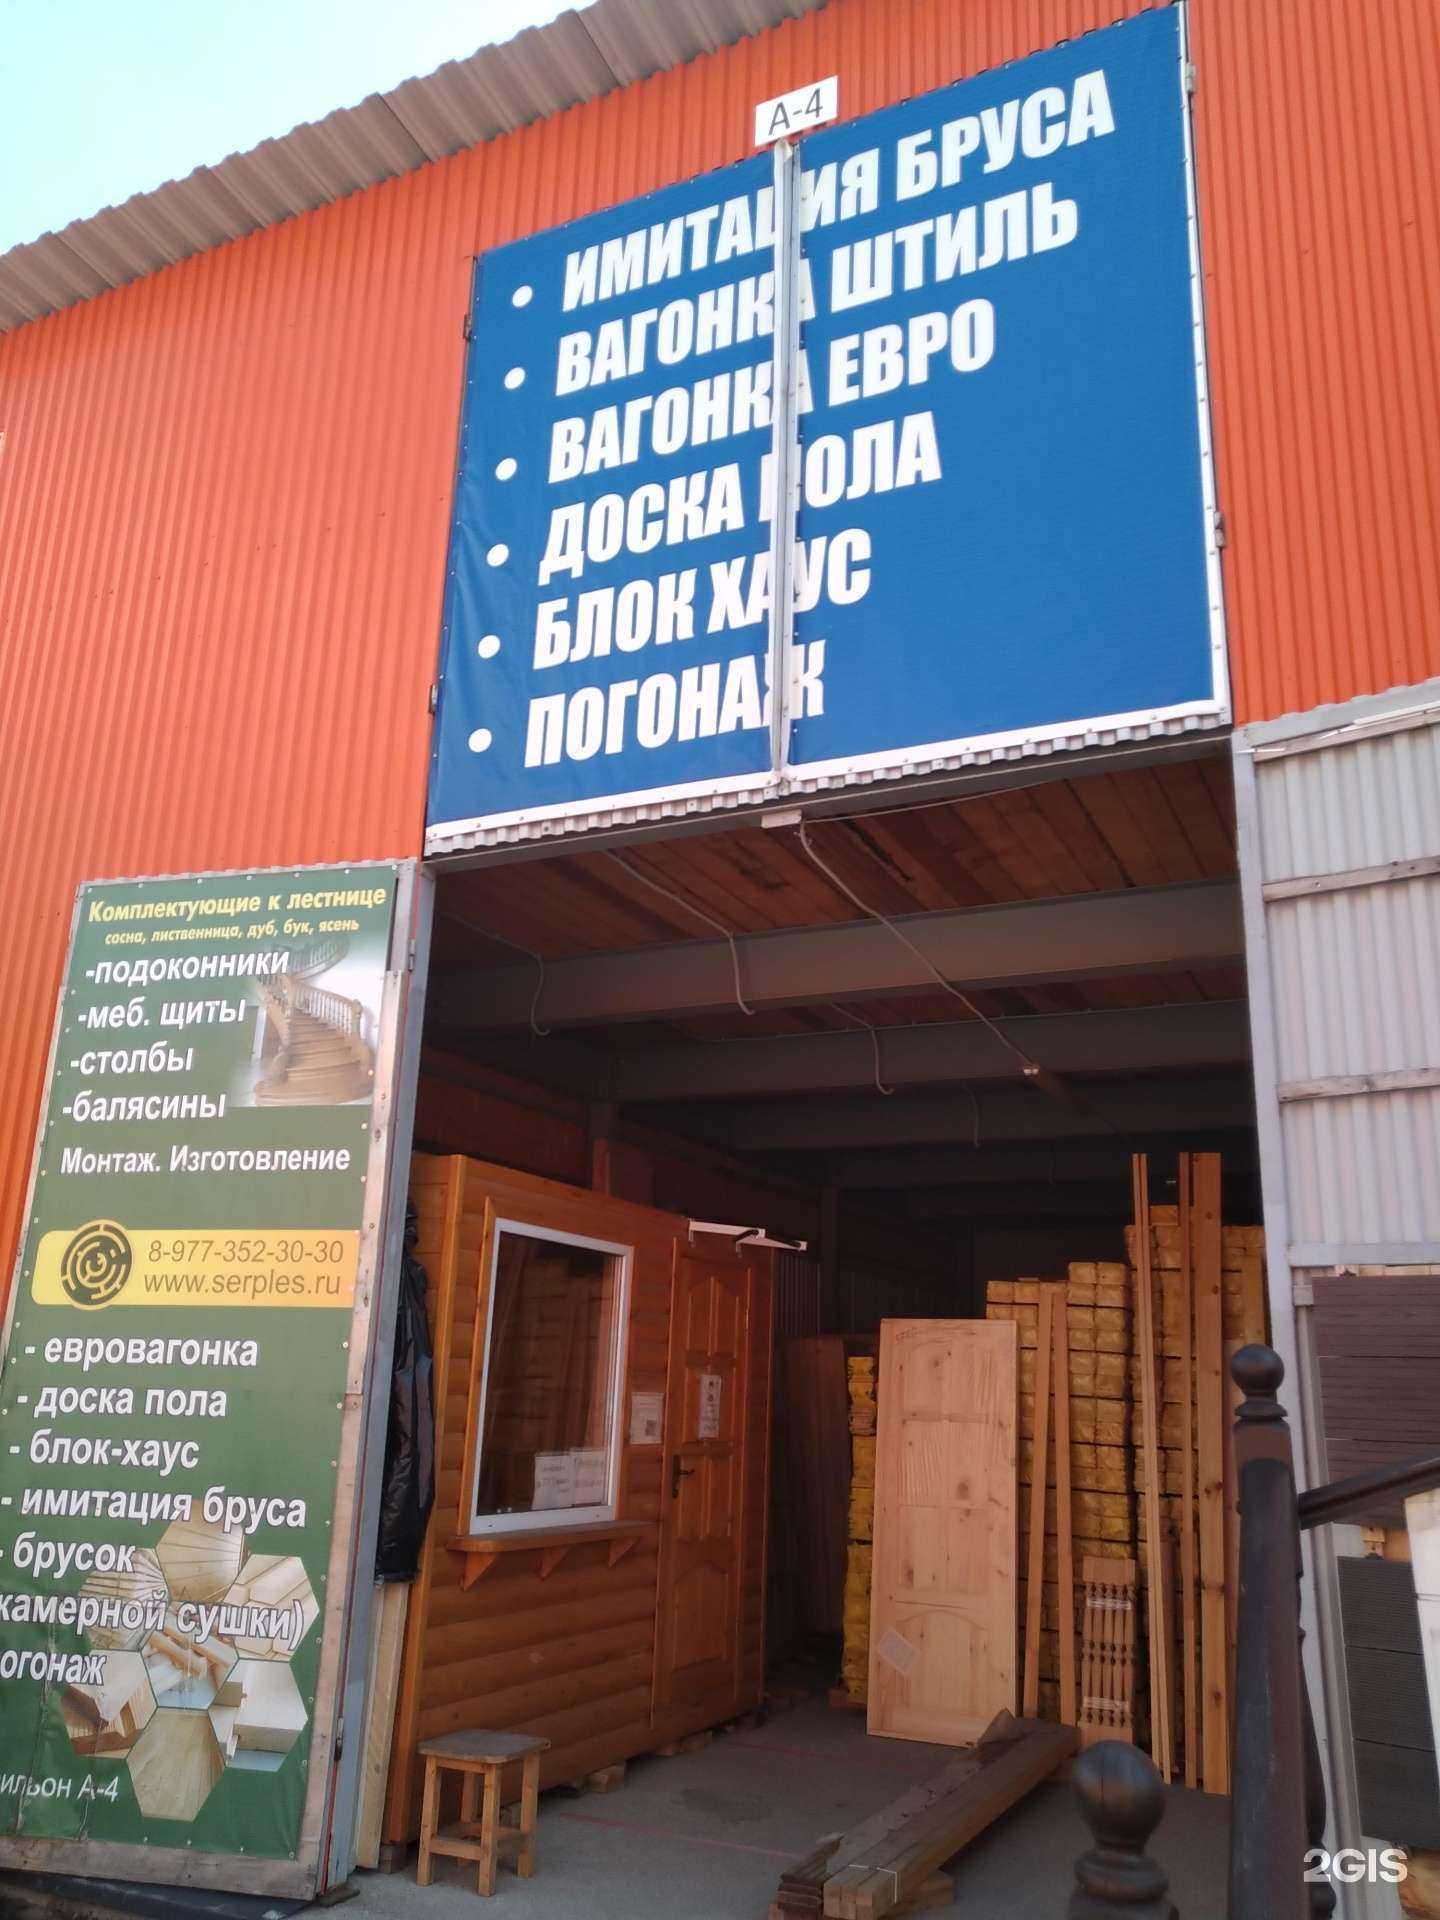 А-4
• ИМИТАЦИЯ БРУСА
• ВАГОНКА ШТИЛЬ
• ВАГОНКА ЕВРО
• ДОСКА ПОЛА
• БЛОК ХАУС
• ПОГОНАЖ
Комплектующие к лестнице
сосна, лиственница, дуб, бук, ясень
-подоконники
-меб. щиты
-столбы
-балясины
Монтаж. Изготовление
8-977-352-30-30
www.serples.ru
- евровагонка
- доска пола
- блок-хаус
- имитация бруса
- брусок
камерной сушки)
огонаж
ильон А-4
2GIS